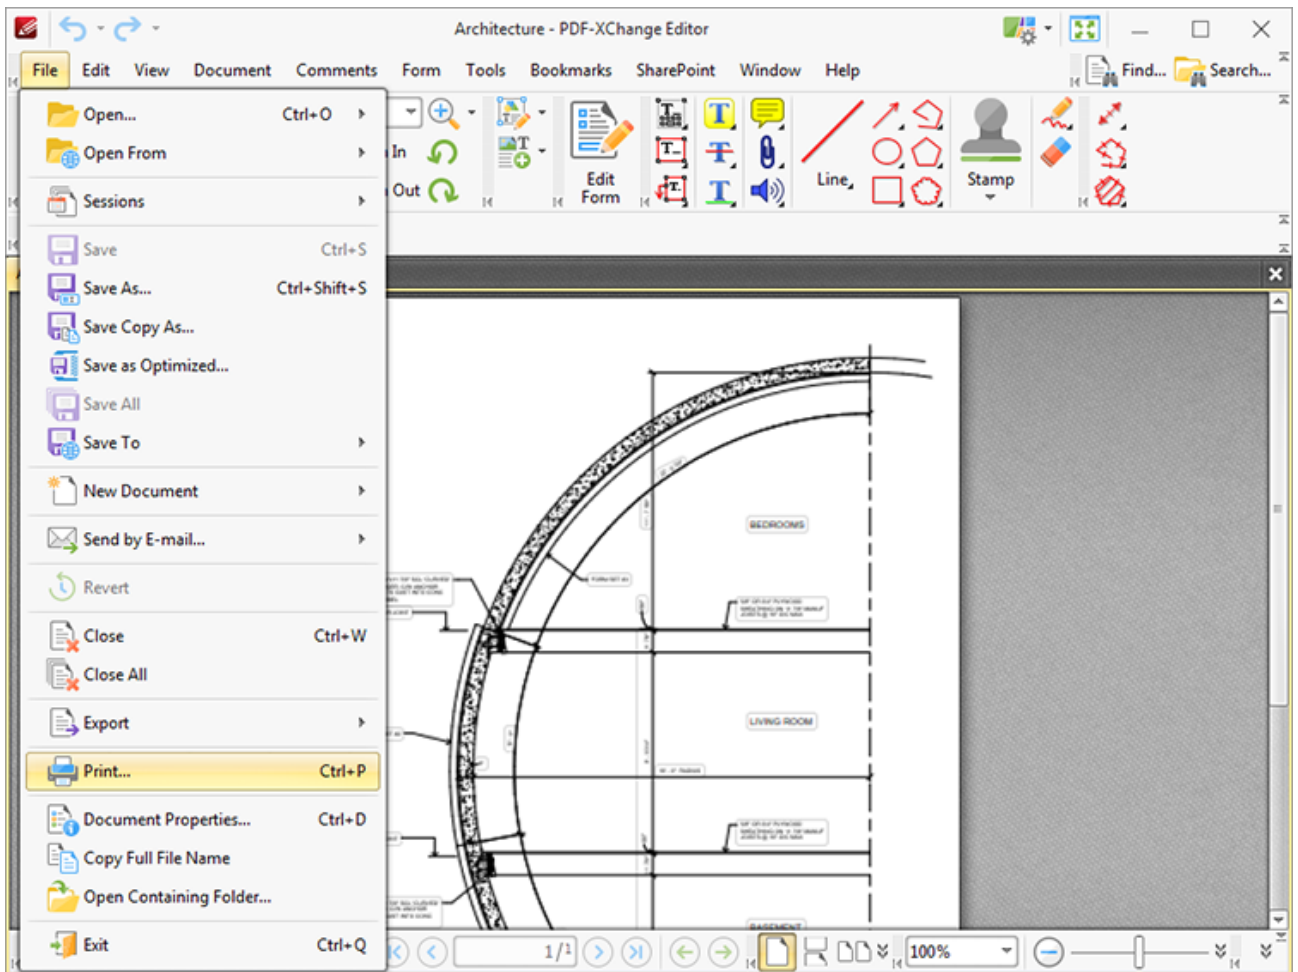 Architecture - PDF-XChange Editor
File Edit View Document Comments Form Tools Bookmarks SharePoint Window Help Find... Search...
Open... Ctrl+O
Open From
Sessions
Save Ctrl+S
Save As... Ctrl+Shift+S
Save Copy As...
Save as Optimized...
Save All
Save To
New Document
Send by E-mail...
Revert
Close Ctrl+W
Close All
Export
Print... Ctrl+P
Document Properties... Ctrl+D
Copy Full File Name
Open Containing Folder...
Exit Ctrl+Q
In
Out
Edit
Form
Line
Stamp
BEDROOMS
LIVING ROOM
BASEMENT
1/1
100%